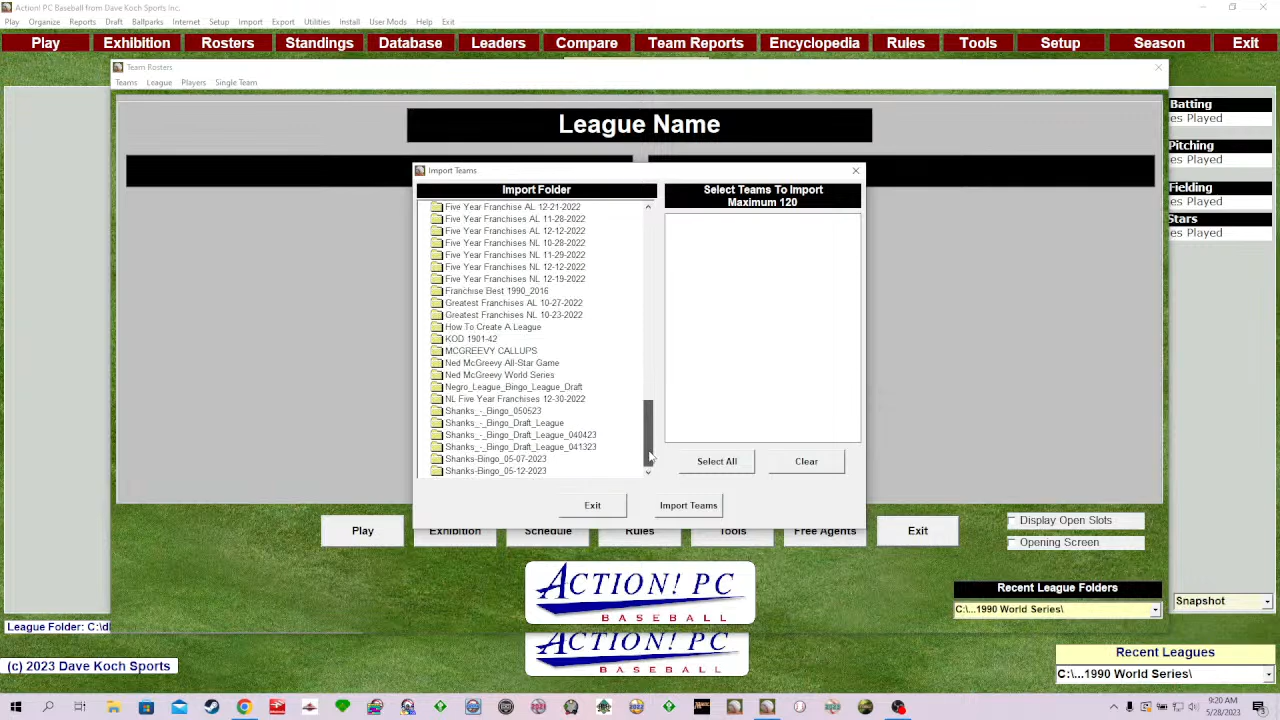 Action! PC Baseball from Dave Koch Sports Inc.
Play Organize Reports Draft Ballparks Internet Setup Import Export Utilities Install User Mods Help Exit
Play Exhibition Rosters Standings Database Leaders Compare Team Reports Encyclopedia Rules Tools Setup Season Exit
Team Rosters
Teams League Players Single Team
League Name
Import Teams
Import Folder
Select Teams To Import
Maximum 120
Five Year Franchise AL 12-21-2022
Five Year Franchises AL 11-28-2022
Five Year Franchises AL 12-12-2022
Five Year Franchises NL 10-28-2022
Five Year Franchises NL 11-29-2022
Five Year Franchises NL 12-12-2022
Five Year Franchises NL 12-19-2022
Franchise Best 1990_2016
Greatest Franchises AL 10-27-2022
Greatest Franchises NL 10-23-2022
How To Create A League
KOD 1901-42
MCGREEVY CALLUPS
Ned McGreevy All-Star Game
Ned McGreevy World Series
Negro_League_Bingo_League_Draft
NL Five Year Franchises 12-30-2022
Shanks_-_Bingo_050523
Shanks_-_Bingo_Draft_League
Shanks_-_Bingo_Draft_League_040423
Shanks_-_Bingo_Draft_League_041323
Shanks-Bingo_05-07-2023
Shanks-Bingo_05-12-2023
Select All Clear
Exit Import Teams
Batting
es Played
Pitching
es Played
Fielding
es Played
Stars
es Played
Play Exhibition Schedule Rules Tools Free Agents Exit
Display Open Slots
Opening Screen
ACTION! PC
BASEBALL
ACTION! PC
BASEBALL
Recent League Folders
C:\...1990 World Series\
Snapshot
League Folder: C:\dl
(c) 2023 Dave Koch Sports
Recent Leagues
C:\...1990 World Series\
9:20 AM
5/28/2023